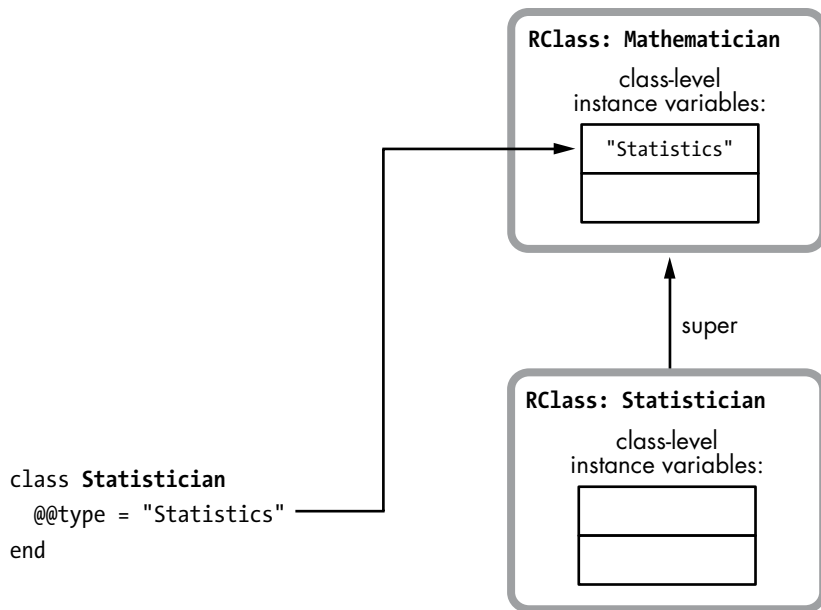 RClass: Mathematician
class-level
instance variables:
"Statistics"
super
RClass: Statistician
class-level
instance variables:
class Statistician
@@type = "Statistics"
end